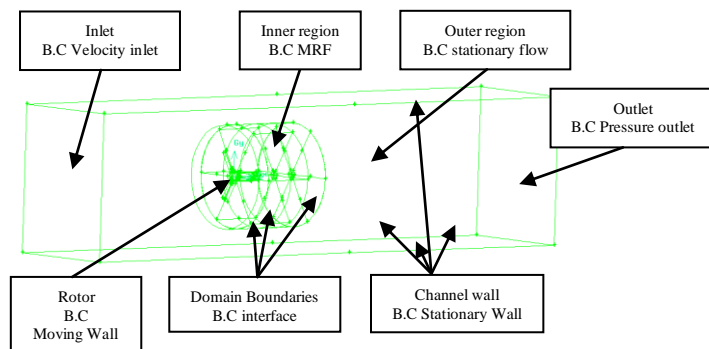 Inlet
B.C Velocity inlet
Inner region
B.C MRF
Outer region
B.C stationary flow
Outlet
B.C Pressure outlet
Rotor
B.C
Moving Wall
Domain Boundaries
B.C interface
Channel wall
B.C Stationary Wall